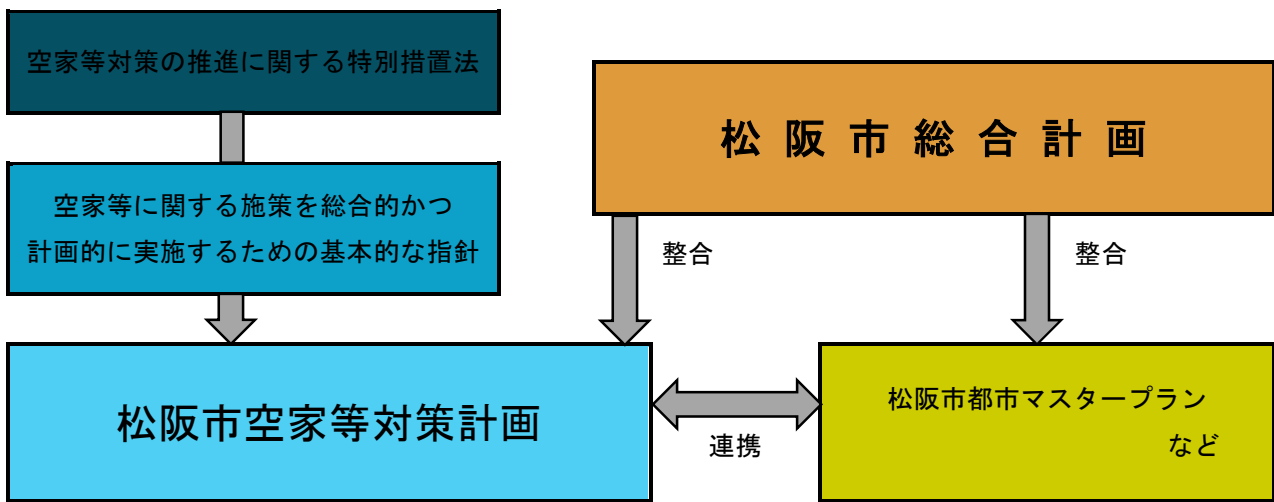 空家等対策の推進に関する特別措置法
空家等に関する施策を総合的かつ
計画的に実施するための基本的な指針
松阪市総合計画
整合
整合
松阪市空家等対策計画
連携
松阪市都市マスタープラン
など